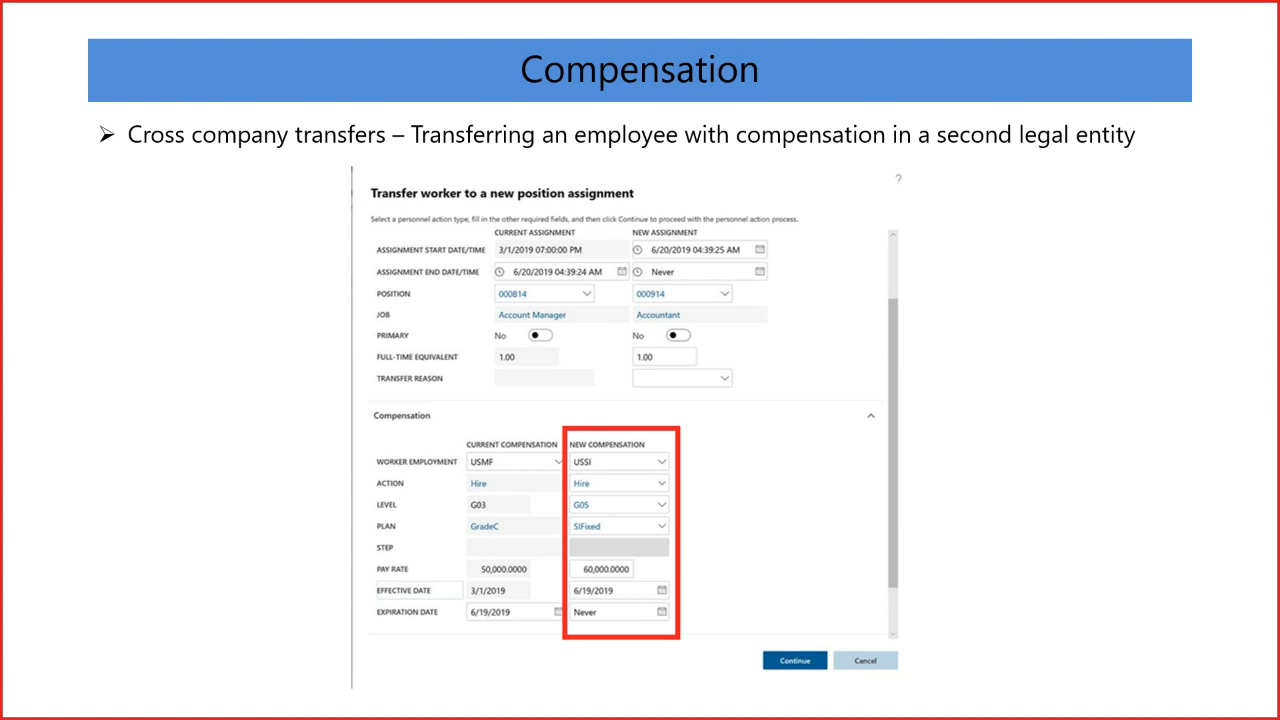 Compensation
➢ Cross company transfers – Transferring an employee with compensation in a second legal entity
?
Transfer worker to a new position assignment
Select a personnel action type, fill in the other required fields, and then click Continue to proceed with the personnel action process.
CURRENT ASSIGNMENT NEW ASSIGNMENT
ASSIGNMENT START DATE/TIME 3/1/2019 07:00:00 PM 6/20/2019 04:39:25 AM
ASSIGNMENT END DATE/TIME 6/20/2019 04:39:24 AM Never
POSITION 000814 000914
JOB Account Manager Accountant
PRIMARY No No
FULL-TIME EQUIVALENT 1.00 1.00
TRANSFER REASON
Compensation
CURRENT COMPENSATION NEW COMPENSATION
WORKER EMPLOYMENT USMF USSI
ACTION Hire Hire
LEVEL G03 G05
PLAN GradeC SIFixed
STEP
PAY RATE 50,000.0000 60,000.0000
EFFECTIVE DATE 3/1/2019 6/19/2019
EXPIRATION DATE 6/19/2019 Never
Continue Cancel